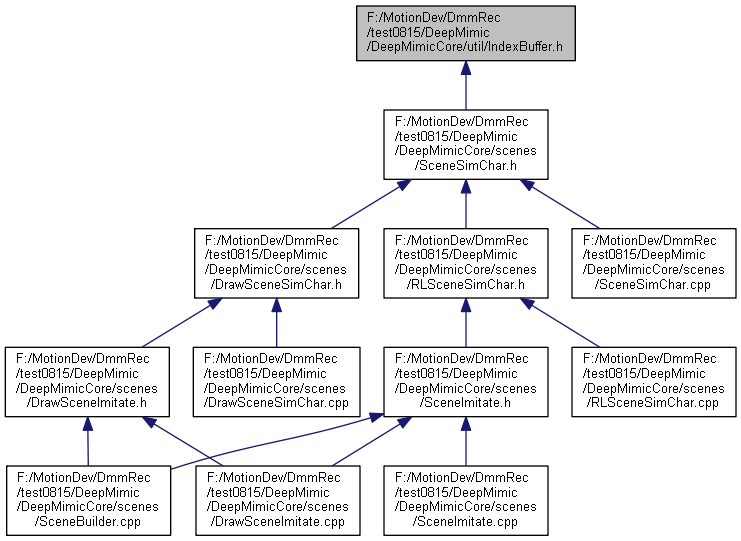 F:/MotionDev/DmmRec
/test0815/DeepMimic
/DeepMimicCore/util/IndexBuffer.h
F:/MotionDev/DmmRec
/test0815/DeepMimic
/DeepMimicCore/scenes
/SceneSimChar.h
F:/MotionDev/DmmRec
/test0815/DeepMimic
/DeepMimicCore/scenes
/DrawSceneSimChar.h
F:/MotionDev/DmmRec
/test0815/DeepMimic
/DeepMimicCore/scenes
/RLSceneSimChar.h
F:/MotionDev/DmmRec
/test0815/DeepMimic
/DeepMimicCore/scenes
/SceneSimChar.cpp
F:/MotionDev/DmmRec
/test0815/DeepMimic
/DeepMimicCore/scenes
/DrawSceneImitate.h
F:/MotionDev/DmmRec
/test0815/DeepMimic
/DeepMimicCore/scenes
/DrawSceneSimChar.cpp
F:/MotionDev/DmmRec
/test0815/DeepMimic
/DeepMimicCore/scenes
/SceneImitate.h
F:/MotionDev/DmmRec
/test0815/DeepMimic
/DeepMimicCore/scenes
/RLSceneSimChar.cpp
F:/MotionDev/DmmRec
/test0815/DeepMimic
/DeepMimicCore/scenes
/SceneBuilder.cpp
F:/MotionDev/DmmRec
/test0815/DeepMimic
/DeepMimicCore/scenes
/DrawSceneImitate.cpp
F:/MotionDev/DmmRec
/test0815/DeepMimic
/DeepMimicCore/scenes
/SceneImitate.cpp